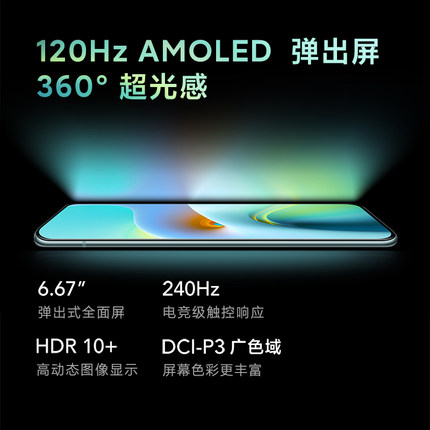 120Hz AMOLED 弹出屏
360° 超光感
6.67”
弹出式全面屏
240Hz
电竞级触控响应
HDR 10+
高动态图像显示
DCI-P3 广色域
屏幕色彩更丰富